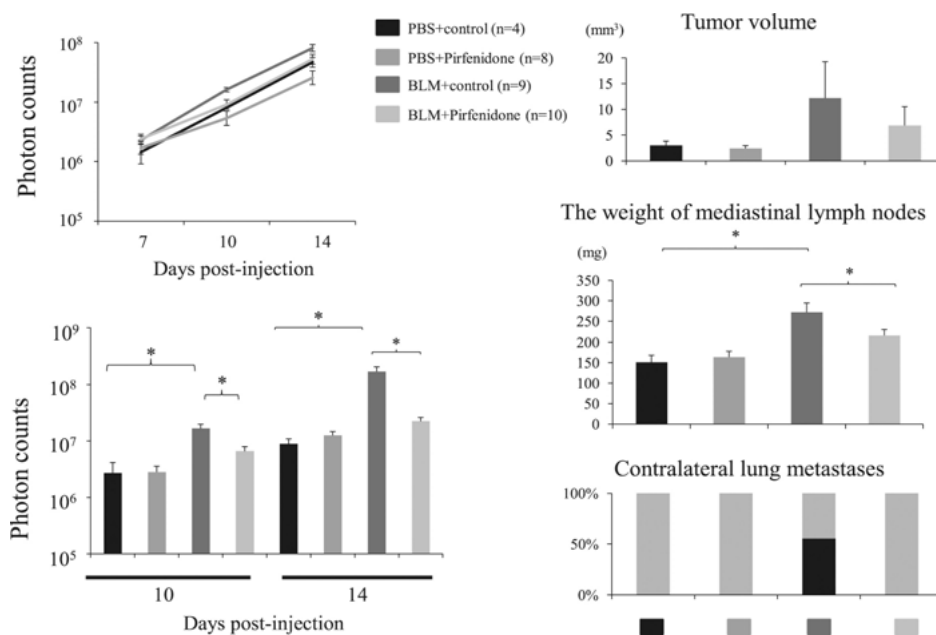 10⁸
10⁷
10⁶
10⁵
Photon counts
7 10 14
Days post-injection
PBS+control (n=4)
PBS+Pirfenidone (n=8)
BLM+control (n=9)
BLM+Pirfenidone (n=10)
10⁹
10⁸
10⁷
10⁶
10⁵
Photon counts
* * * *
10 14
Days post-injection
Tumor volume
(mm³)
20
15
10
5
0
The weight of mediastinal lymph nodes
(mg)
* *
350
300
250
200
150
100
50
0
Contralateral lung metastases
100%
50%
0%